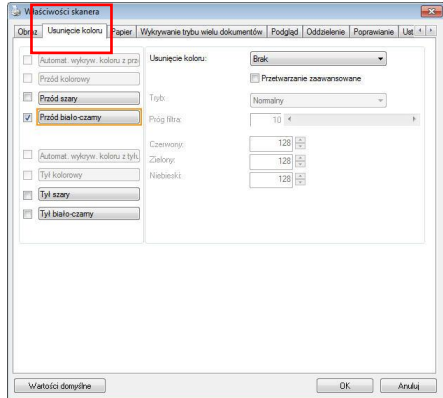 Właściwości skanera
Obraz Usunięcie koloru Papier Wykrywanie trybu wielu dokumentów Podgląd Oddzielenie Poprawianie Ust
Automat. wykryw. koloru z prze
Usunięcie koloru: Brak
Przód kolorowy
Przetwarzanie zaawansowane
Przód szary
Tryb: Normalny
Przód biało-czarny
Próg filtra: 10
Czerwony: 128
Automat. wykryw. koloru z tyłu
Zielony: 128
Tył kolorowy
Niebieski: 128
Tył szary
Tył biało-czarny
Wartości domyślne OK Anuluj